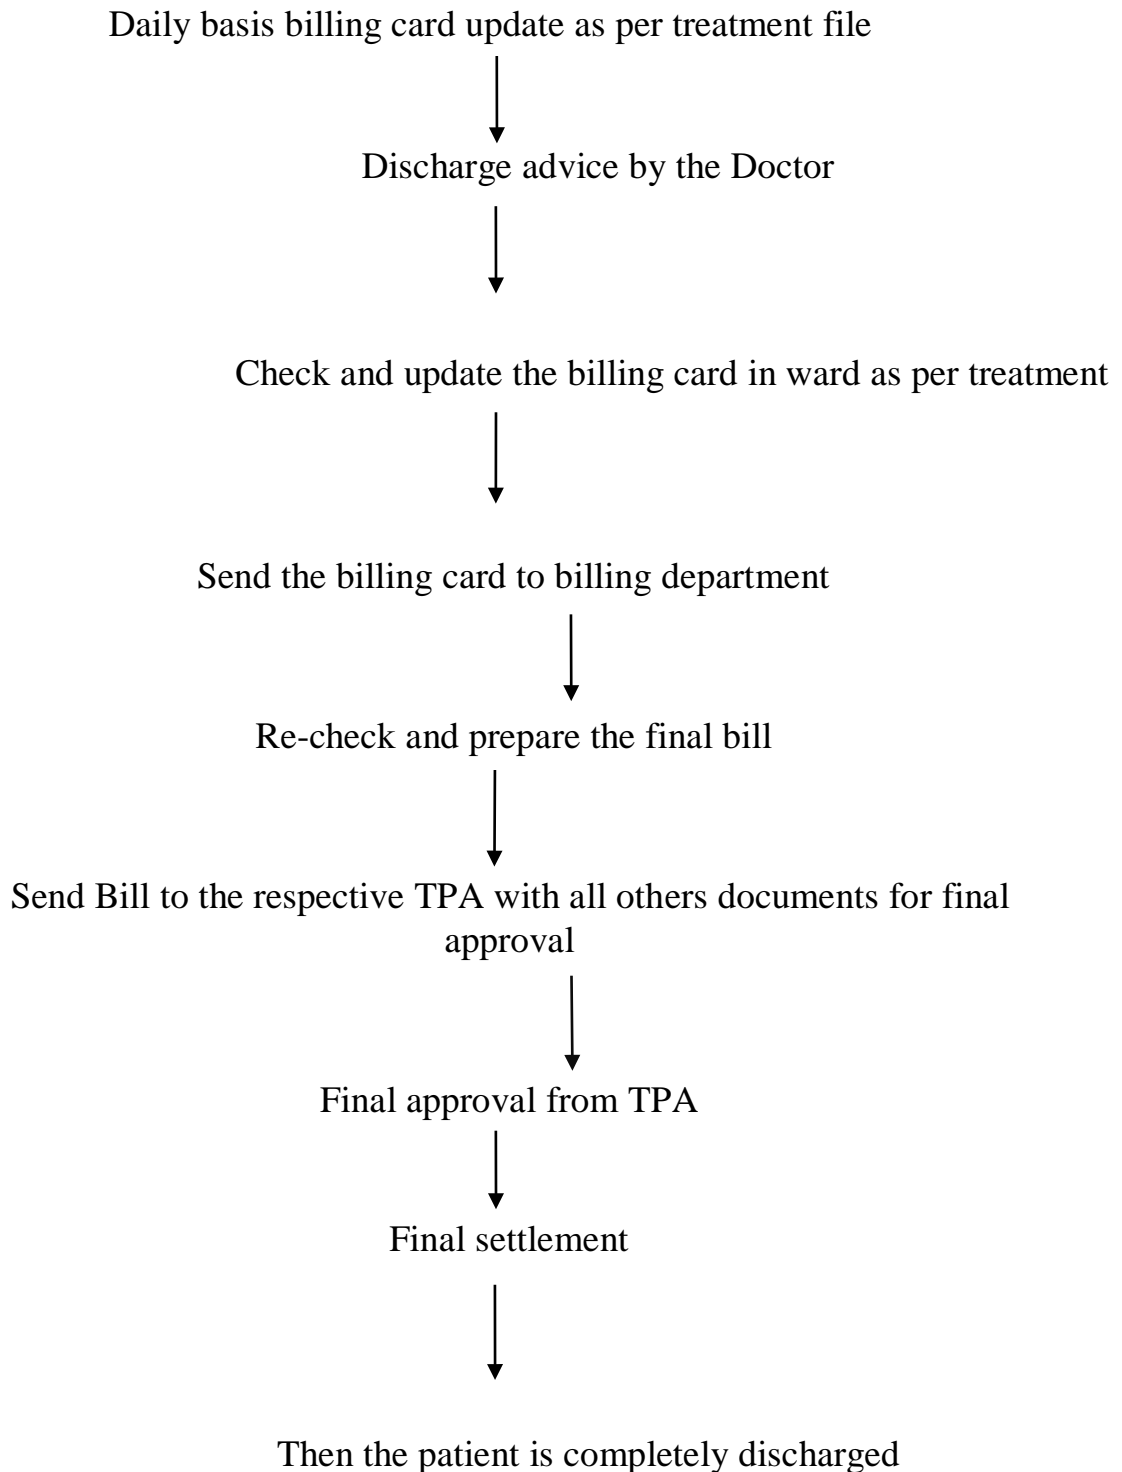 Daily basis billing card update as per treatment file
Discharge advice by the Doctor
Check and update the billing card in ward as per treatment
Send the billing card to billing department
Re-check and prepare the final bill
Send Bill to the respective TPA with all others documents for final
approval
Final approval from TPA
Final settlement
Then the patient is completely discharged